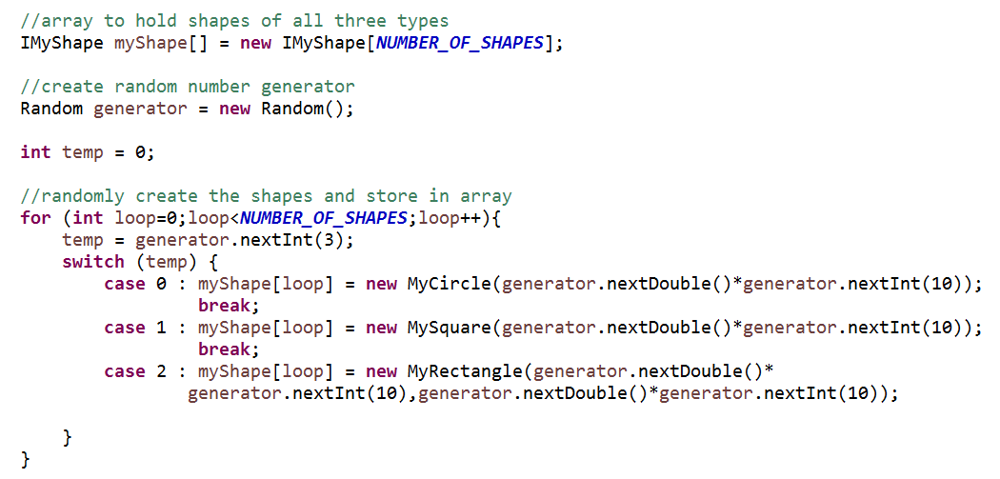 //array to hold shapes of all three types
IMyShape myShape[] = new IMyShape[NUMBER_OF_SHAPES];
//create random number generator
Random generator = new Random();
int temp = 0;
//randomly create the shapes and store in array
for (int loop=0;loop<NUMBER_OF_SHAPES;loop++){
temp = generator.nextInt(3);
switch (temp) {
case 0 : myShape[loop] = new MyCircle(generator.nextDouble()*generator.nextInt(10));
break;
case 1 : myShape[loop] = new MySquare(generator.nextDouble()*generator.nextInt(10));
break;
case 2 : myShape[loop] = new MyRectangle(generator.nextDouble()*
generator.nextInt(10),generator.nextDouble()*generator.nextInt(10));
}
}